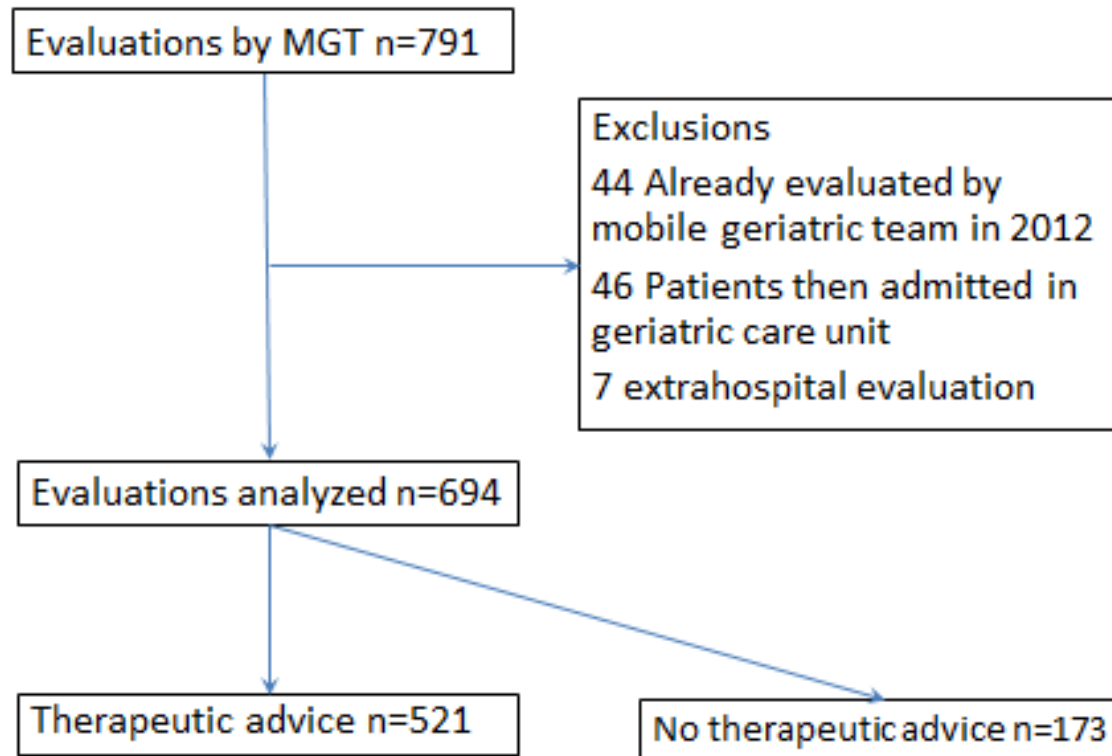 Evaluations by MGT n=791
Exclusions
44 Already evaluated by
mobile geriatric team in 2012
46 Patients then admitted in
geriatric care unit
7 extrahospital evaluation
Evaluations analyzed n=694
Therapeutic advice n=521
No therapeutic advice n=173